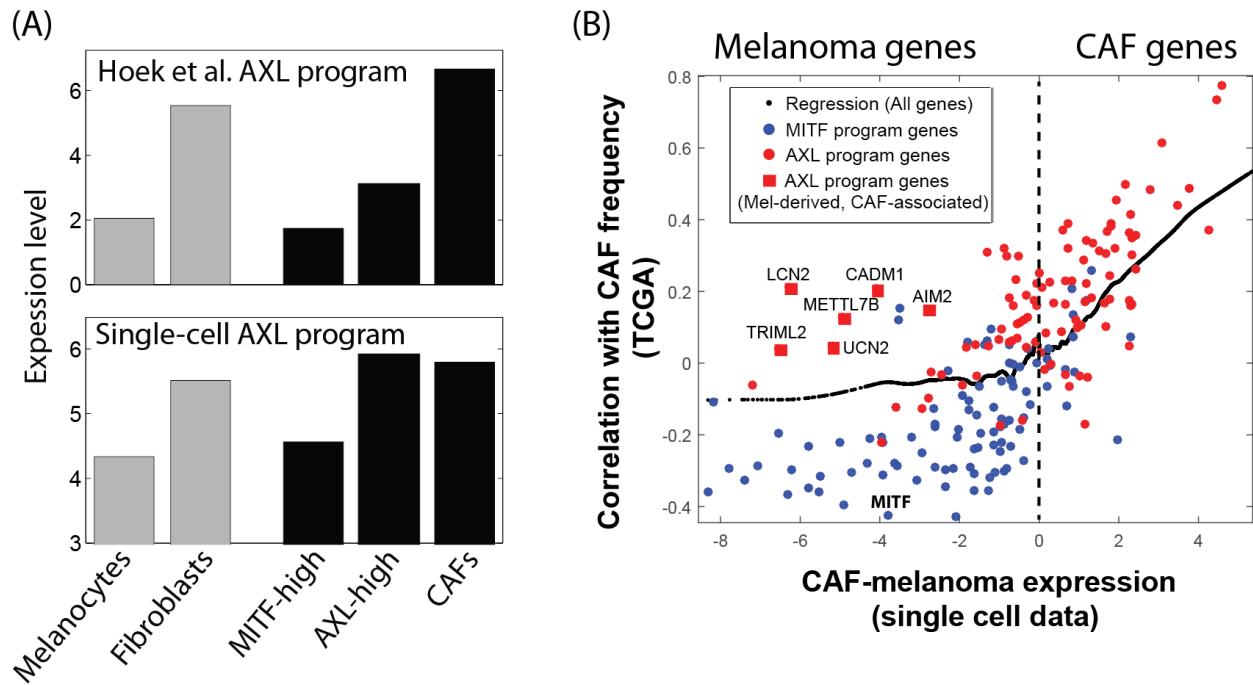 (A)
Hoek et al. AXL program
6
4
2
0
Single-cell AXL program
6
5
4
3
Expession level
Melanocytes
Fibroblasts
MITF-high
AXL-high
CAFs
(B)
Melanoma genes
CAF genes
0.8
0.6
0.4
0.2
0
-0.2
-0.4
Correlation with CAF frequency
(TCGA)
Regression (All genes)
MITF program genes
AXL program genes
AXL program genes
(Mel-derived, CAF-associated)
LCN2
CADM1
METTL7B
AIM2
TRIML2
UCN2
MITF
-8
-6
-4
-2
0
2
4
CAF-melanoma expression
(single cell data)